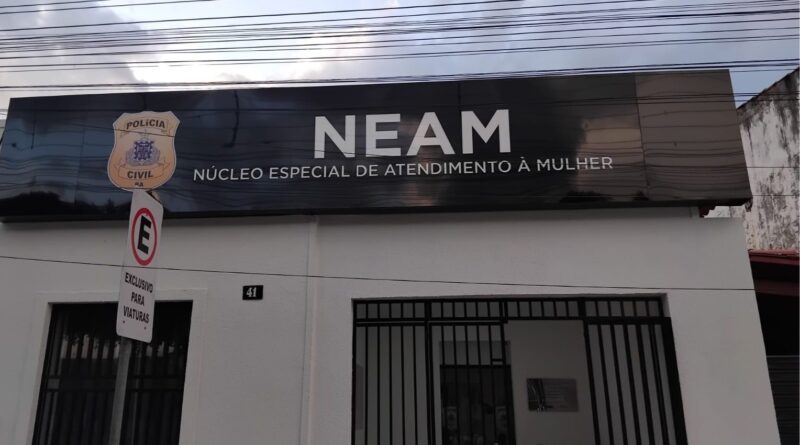 POLÍCIA
CIVIL
BA
NEAM
NÚCLEO ESPECIAL DE ATENDIMENTO À MULHER
E
EXCLUSIVO
PARA
VIATURAS
41